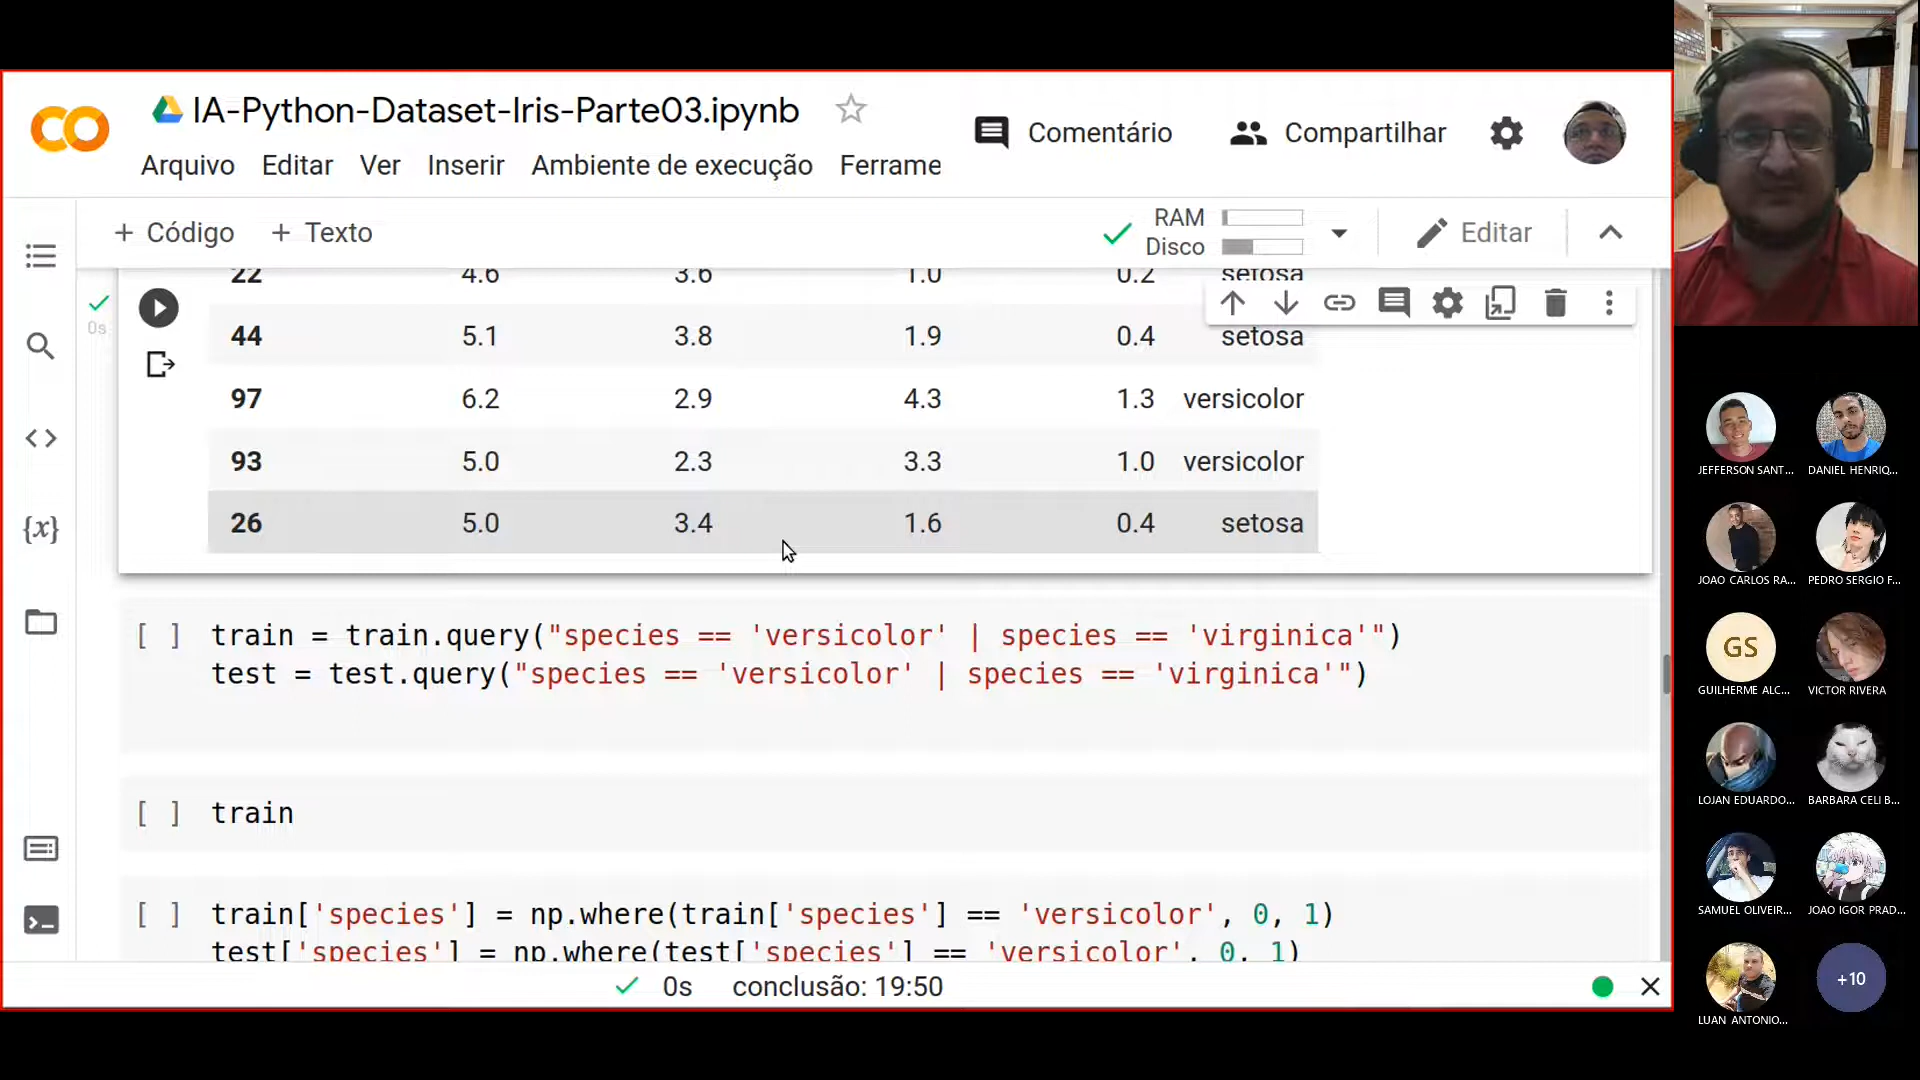 IA-Python-Dataset-Iris-Parte03.ipynb
Comentário
Compartilhar
Arquivo Editar Ver Inserir Ambiente de execução Ferrame
+ Código + Texto
RAM
Disco
Editar
22 4.6 3.6 1.0 0.2 setosa
0s
44 5.1 3.8 1.9 0.4 setosa
97 6.2 2.9 4.3 1.3 versicolor
93 5.0 2.3 3.3 1.0 versicolor
26 5.0 3.4 1.6 0.4 setosa
[ ] train = train.query("species == 'versicolor' | species == 'virginica'")
test = test.query("species == 'versicolor' | species == 'virginica'")
[ ] train
[ ] train['species'] = np.where(train['species'] == 'versicolor', 0, 1)
test['species'] = np.where(test['species'] == 'versicolor', 0, 1)
0s conclusão: 19:50
JEFFERSON SANT... DANIEL HENRIQ...
JOAO CARLOS RA... PEDRO SERGIO F...
GS
GUILHERME ALC... VICTOR RIVERA
LOJAN EDUARDO... BARBARA CELI B...
SAMUEL OLIVEIR... JOAO IGOR PRAD...
+10
LUAN ANTONIO...